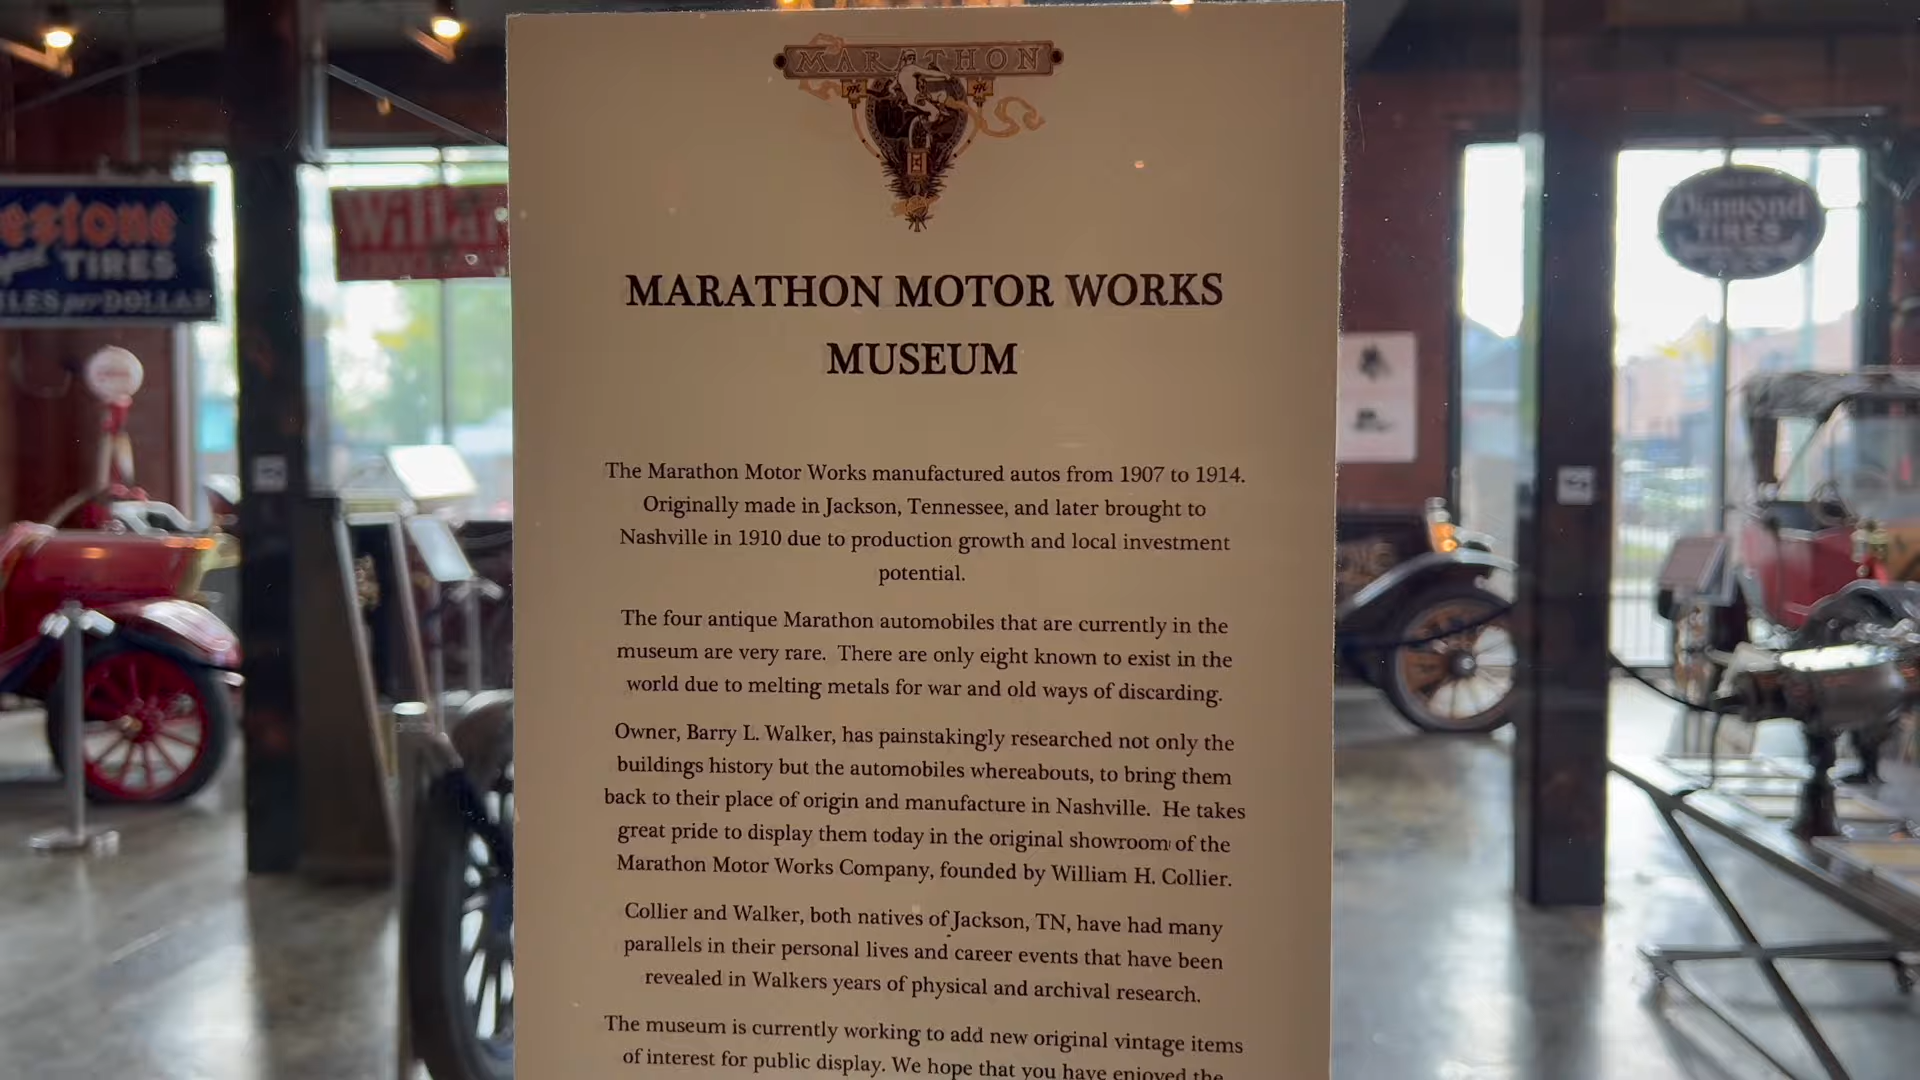 MARATHON
MARATHON MOTOR WORKS
MUSEUM
The Marathon Motor Works manufactured autos from 1907 to 1914.
Originally made in Jackson, Tennessee, and later brought to
Nashville in 1910 due to production growth and local investment
potential.
The four antique Marathon automobiles that are currently in the
museum are very rare. There are only eight known to exist in the
world due to melting metals for war and old ways of discarding.
Owner, Barry L. Walker, has painstakingly researched not only the
buildings history but the automobiles whereabouts, to bring them
back to their place of origin and manufacture in Nashville. He takes
great pride to display them today in the original showroom of the
Marathon Motor Works Company, founded by William H. Collier.
Collier and Walker, both natives of Jackson, TN, have had many
parallels in their personal lives and career events that have been
revealed in Walkers years of physical and archival research.
The museum is currently working to add new original vintage items
of interest for public display. We hope that you have enjoyed the
estone
TIRES
ILES per DOLLAR
Willar
Diamond
TIRES